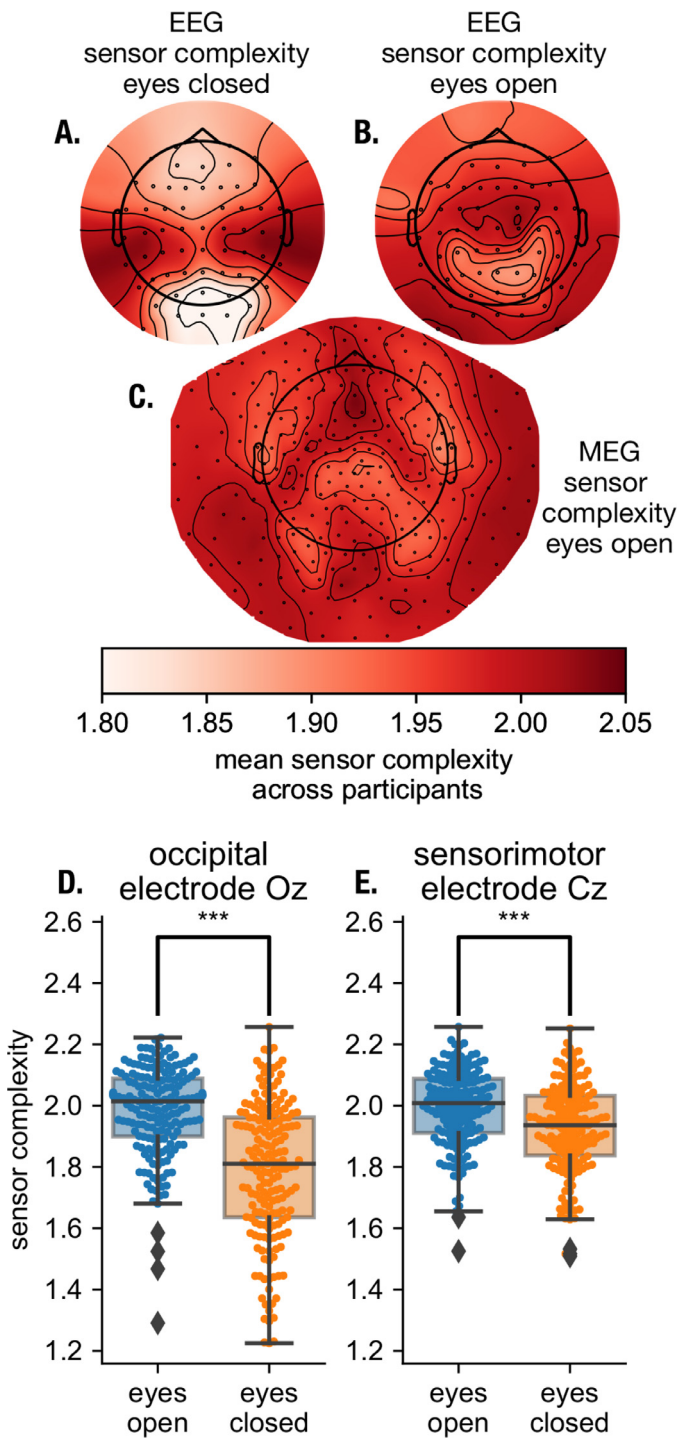 EEG
sensor complexity
eyes closed
EEG
sensor complexity
eyes open
A.
B.
C.
MEG
sensor
complexity
eyes open
1.80 1.85 1.90 1.95 2.00 2.05
mean sensor complexity
across participants
D.
occipital
electrode Oz
E.
sensorimotor
electrode Cz
***
***
sensor complexity
2.6
2.4
2.2
2.0
1.8
1.6
1.4
1.2
eyes
open
eyes
closed
2.6
2.4
2.2
2.0
1.8
1.6
1.4
1.2
eyes
open
eyes
closed